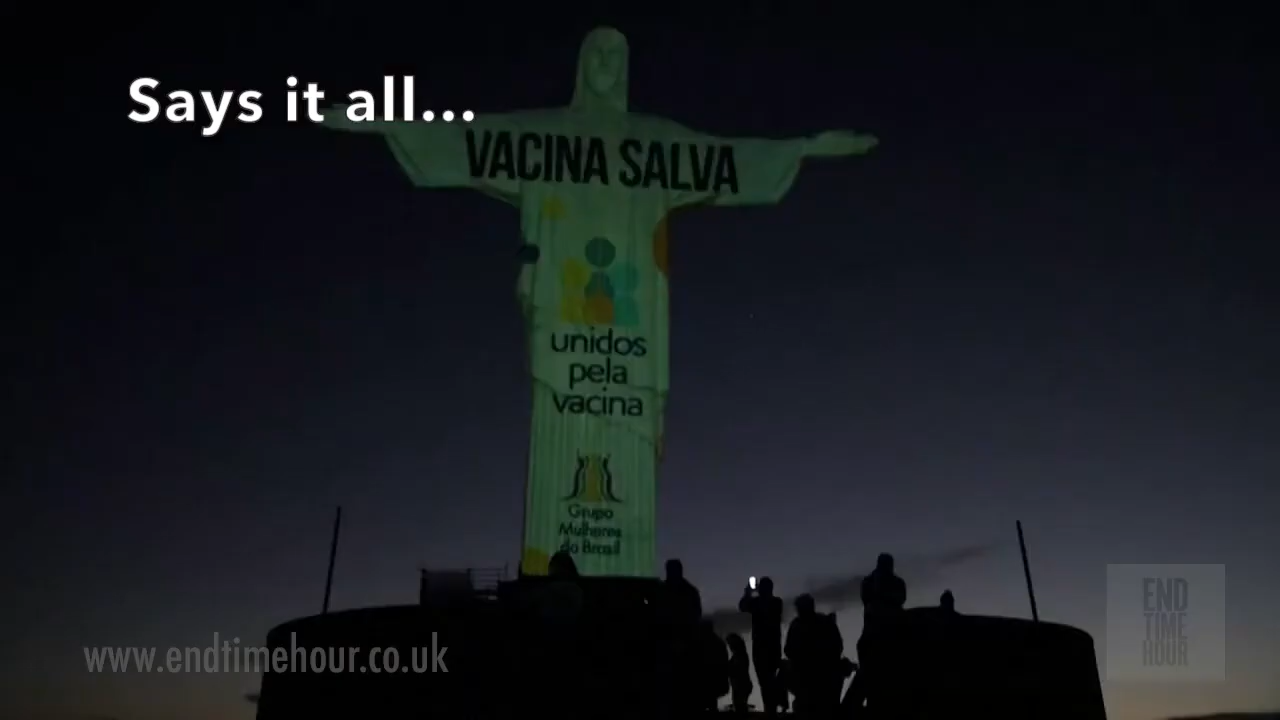 Says it all...
VACINA SALVA
unidos
pela
vacina
Grupo
Mulheres
do Brasil
www.endtimehour.co.uk
END
TIME
HOUR